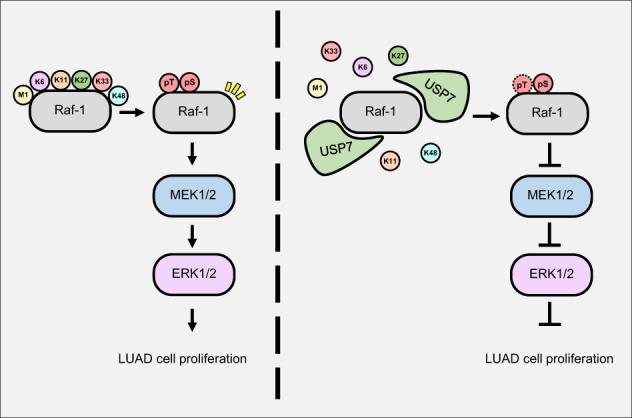 K6 K11 K27 K33
M1 K48
Raf-1
pT pS
Raf-1
MEK1/2
ERK1/2
LUAD cell proliferation
K33
K6
K27
M1
USP7
Raf-1
USP7
K11
K48
pT pS
Raf-1
MEK1/2
ERK1/2
LUAD cell proliferation